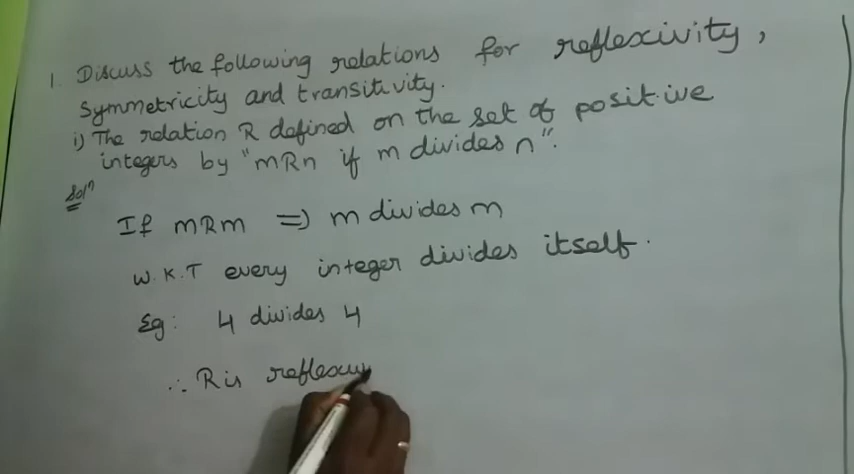 1. Discuss the following relations for reflexivity,
symmetricity and transitivity.
i) The relation R defined on the set of positive
integers by "mRn if m divides n".
Solⁿ
If mRm => m divides m
W.K.T every integer divides itself.
Eg: 4 divides 4
∴ R is reflexiv